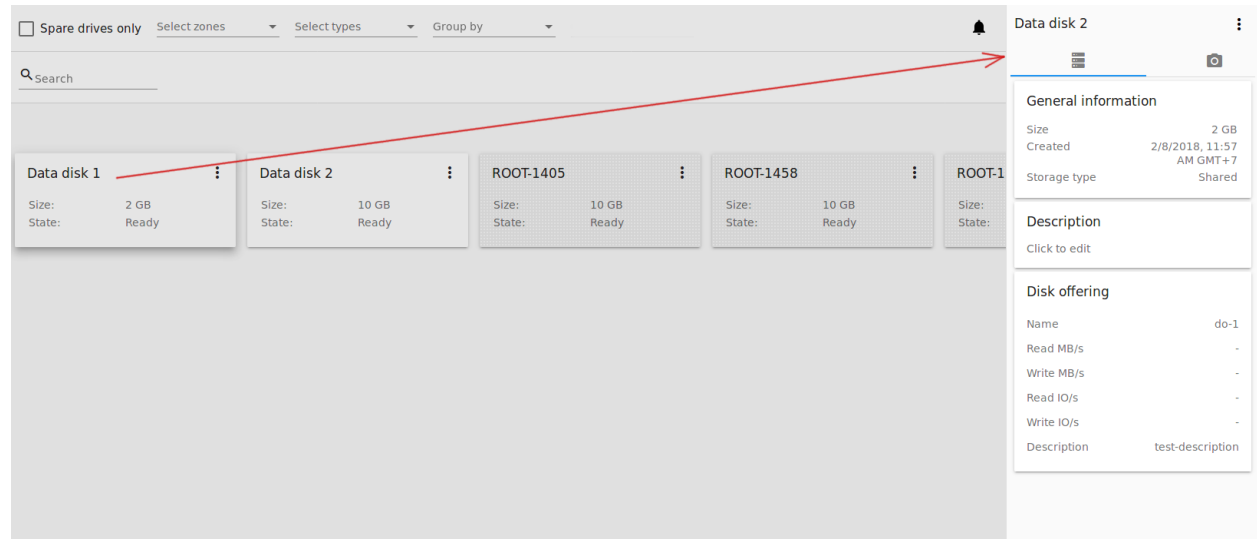 Spare drives only Select zones Select types Group by
Search
Data disk 1
Size: 2 GB
State: Ready
Data disk 2
Size: 10 GB
State: Ready
ROOT-1405
Size: 10 GB
State: Ready
ROOT-1458
Size: 10 GB
State: Ready
ROOT-1
Size:
State:
Data disk 2
General information
Size 2 GB
Created 2/8/2018, 11:57
AM GMT+7
Storage type Shared
Description
Click to edit
Disk offering
Name do-1
Read MB/s -
Write MB/s -
Read IO/s -
Write IO/s -
Description test-description